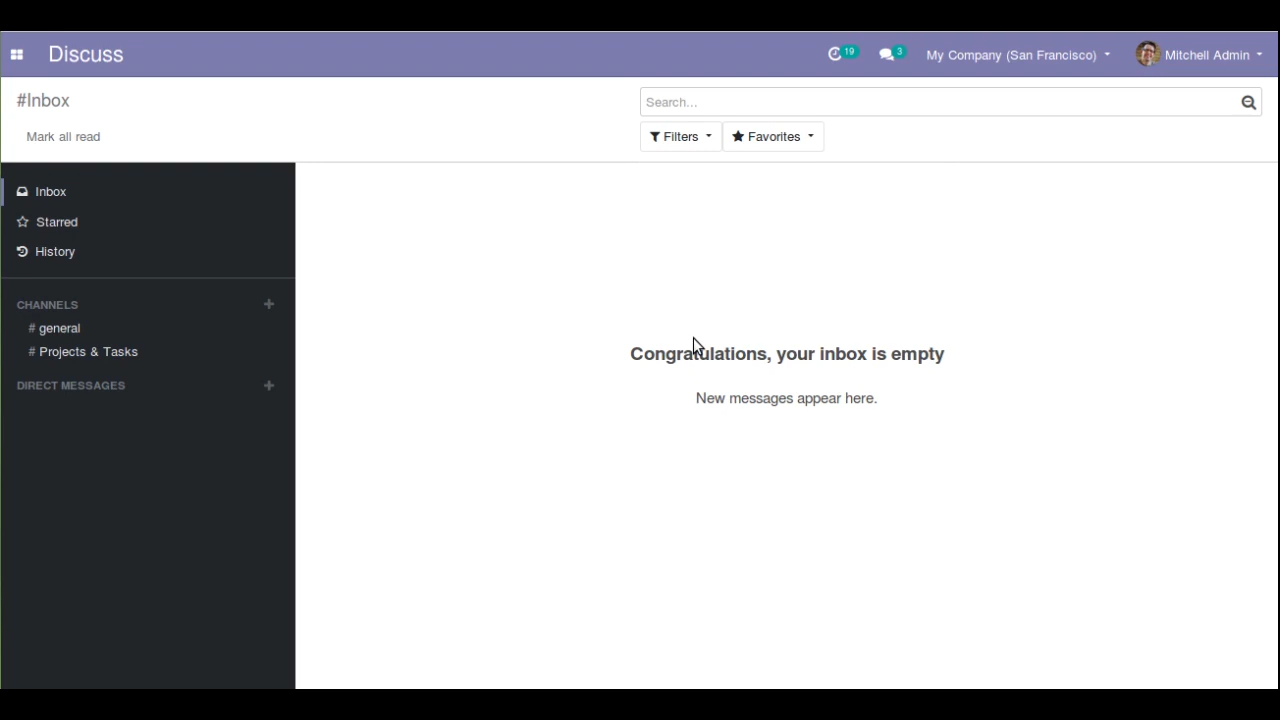 Discuss
19
3
My Company (San Francisco)
Mitchell Admin
#Inbox
Search...
Mark all read
Filters
Favorites
Inbox
Starred
History
CHANNELS
# general
# Projects & Tasks
DIRECT MESSAGES
Congratulations, your inbox is empty
New messages appear here.